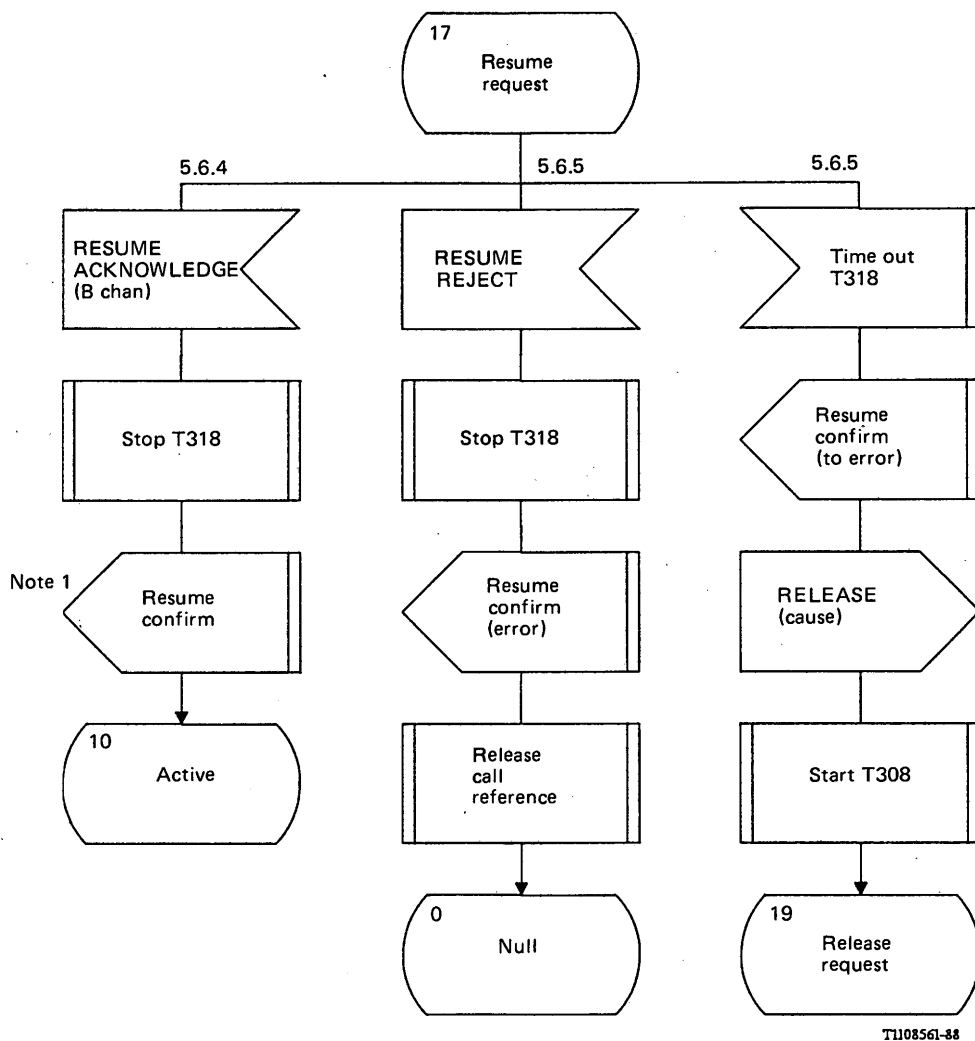 17
Resume
request
5.6.4
5.6.5
5.6.5
RESUME
ACKNOWLEDGE
(B chan)
RESUME
REJECT
Time out
T318
Stop T318
Stop T318
Resume
confirm
(to error)
Note 1
Resume
confirm
Resume
confirm
(error)
RELEASE
(cause)
10
Active
Release
call
reference
Start T308
0
Null
19
Release
request
T1108561-88